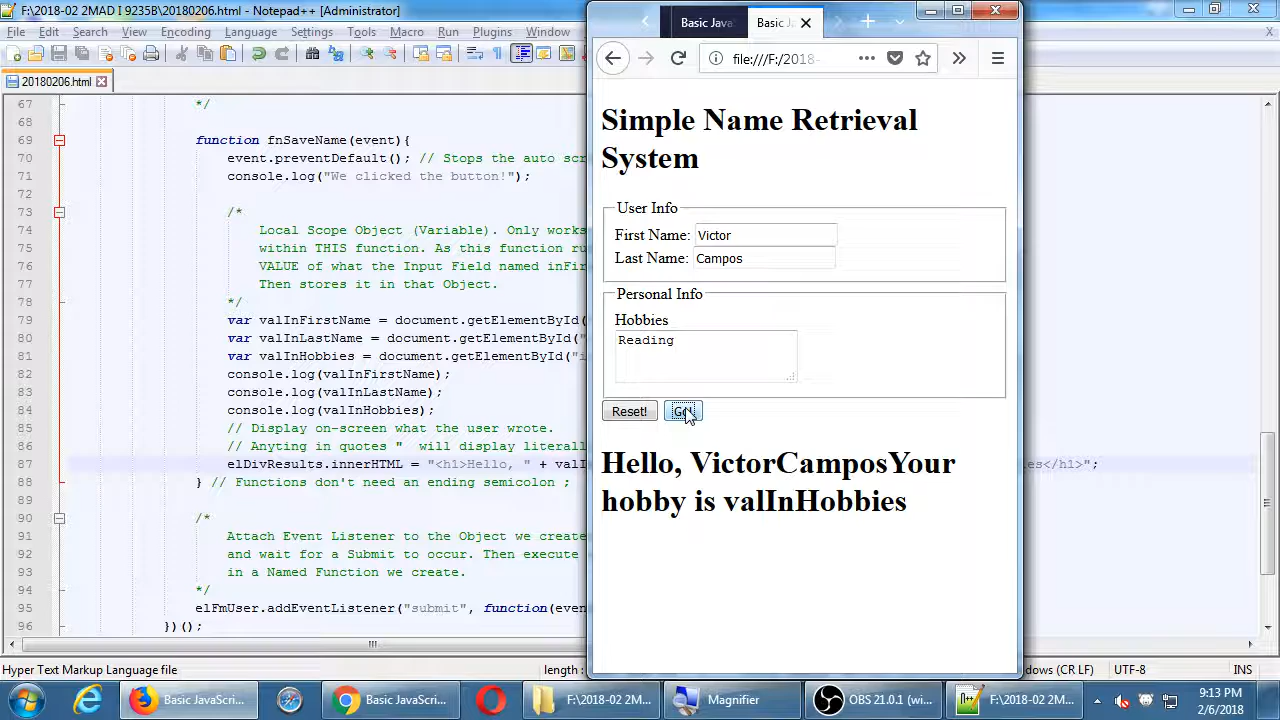 F:\2018-02 2MAD I 9235B\20180206.html - Notepad++ [Administrator]
File Edit Search View Encoding Language Settings Tools Macro Run Plugins Window
20180206.html
67 */
68
69 function fnSaveName(event){
70 event.preventDefault(); // Stops the auto scr
71 console.log("We clicked the button!");
72
73 /*
74 Local Scope Object (Variable). Only works
75 within THIS function. As this function ru
76 VALUE of what the Input Field named inFir
77 Then stores it in that Object.
78 */
79 var valInFirstName = document.getElementById(
80 var valInLastName = document.getElementById("
81 var valInHobbies = document.getElementById("i
82 console.log(valInFirstName);
83 console.log(valInLastName);
84 console.log(valInHobbies);
85 // Display on-screen what the user wrote.
86 // Anyting in quotes "  will display literall
87 elDivResults.innerHTML = "<h1>Hello, " + valI es</h1>";
88 } // Functions don't need an ending semicolon ;
89
90 /*
91 Attach Event Listener to the Object we create
92 and wait for a Submit to occur. Then execute
93 in a Named Function we create.
94 */
95 elFmUser.addEventListener("submit", function(even
96 })();
Hyper Text Markup Language file length : dows (CR LF) UTF-8 INS
Basic Java Basic J
file:///F:/2018-
Simple Name Retrieval
System
User Info
First Name: Victor
Last Name: Campos
Personal Info
Hobbies
Reading
Reset! Go!
Hello, VictorCamposYour
hobby is valInHobbies
Basic JavaScri... Basic JavaScri... F:\2018-02 2M... Magnifier OBS 21.0.1 (wi... F:\2018-02 2M...
9:13 PM
2/6/2018